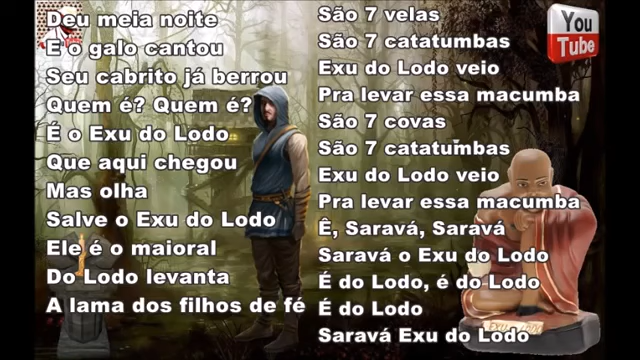 Deu meia noite
E o galo cantou
Seu cabrito já berrou
Quem é? Quem é?
É o Exu do Lodo
Que aqui chegou
Mas olha
Salve o Exu do Lodo
Ele é o maioral
Do Lodo levanta
A lama dos filhos de fé
São 7 velas
São 7 catatumbas
Exu do Lodo veio
Pra levar essa macumba
São 7 covas
São 7 catatumbas
Exu do Lodo veio
Pra levar essa macumba
Ê, Saravá, Saravá
Saravá o Exu do Lodo
É do Lodo, é do Lodo
É do Lodo
Saravá Exu do Lodo
You
Tube